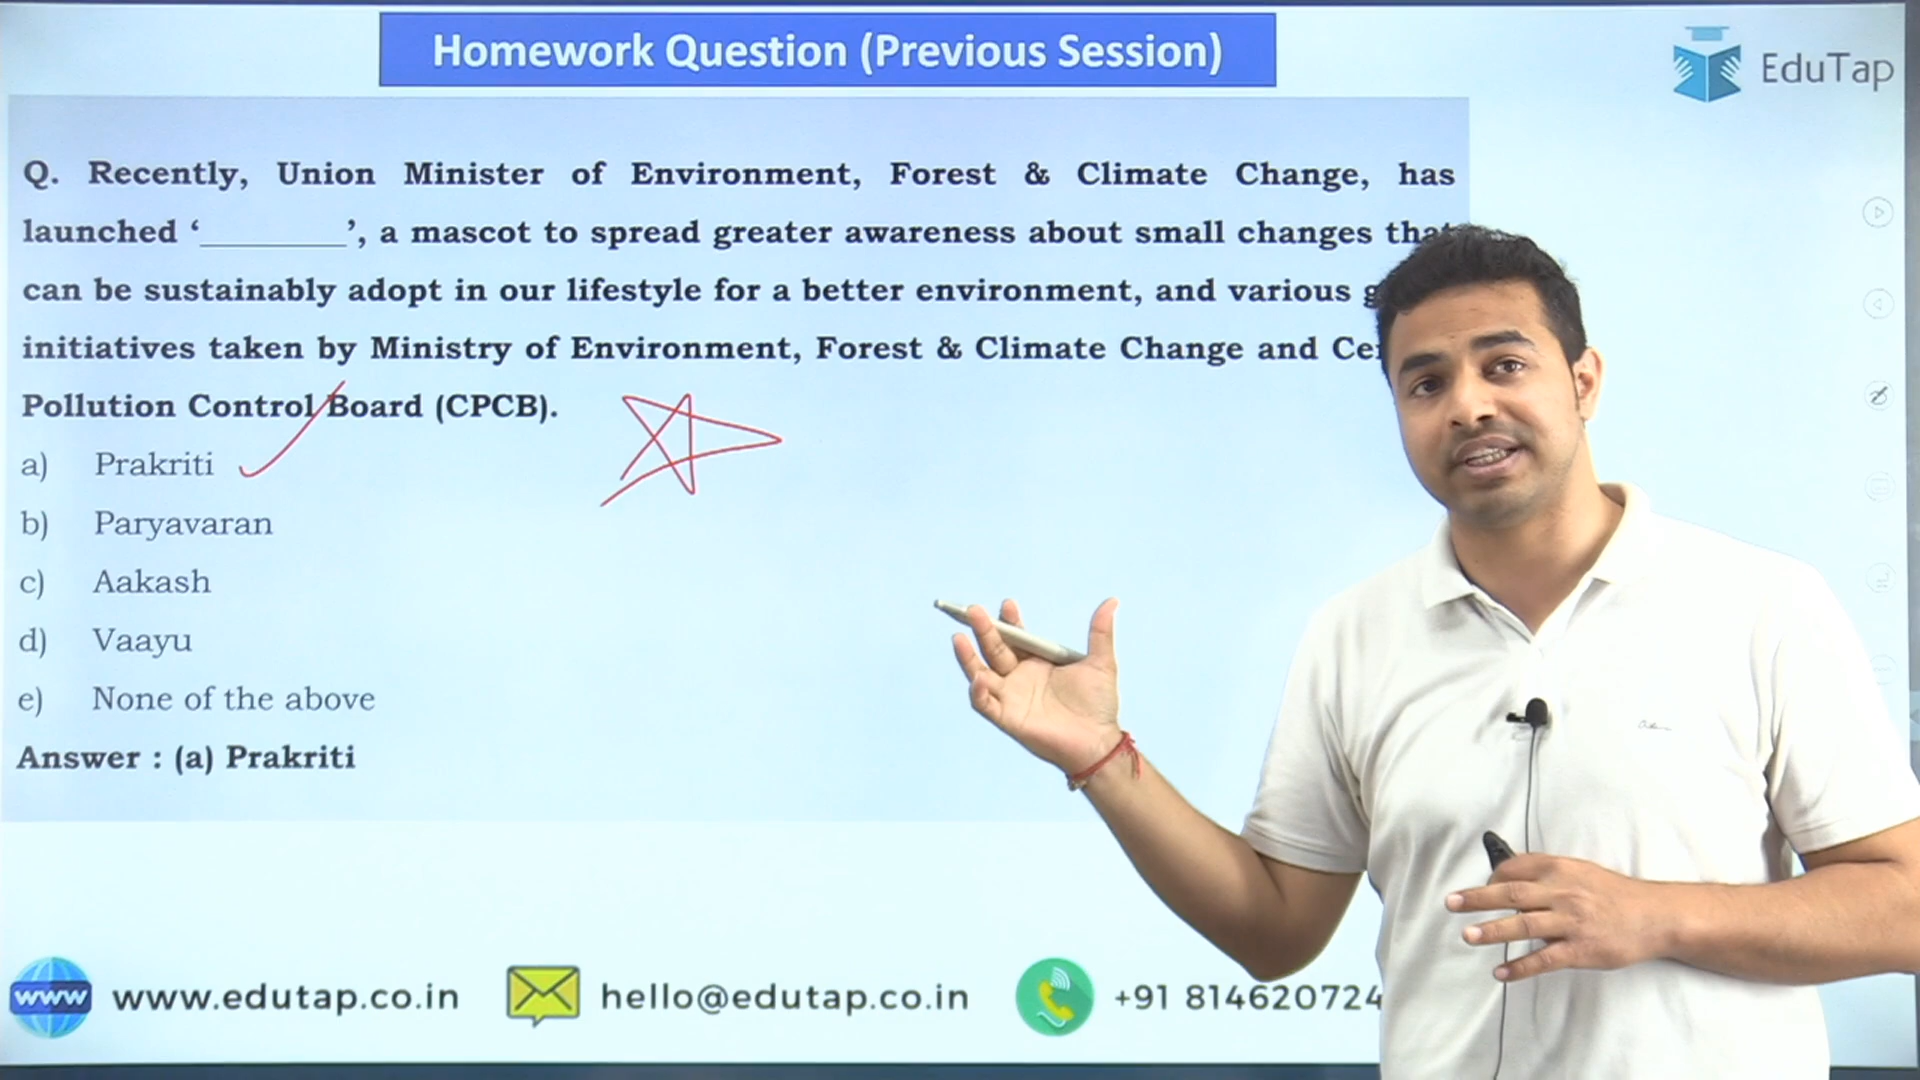 Homework Question (Previous Session)
EduTap
Q. Recently, Union Minister of Environment, Forest & Climate Change, has
launched ‘________’, a mascot to spread greater awareness about small changes that
can be sustainably adopt in our lifestyle for a better environment, and various
initiatives taken by Ministry of Environment, Forest & Climate Change and
Pollution Control Board (CPCB).
a) Prakriti
b) Paryavaran
c) Aakash
d) Vaayu
e) None of the above
Answer : (a) Prakriti
www www.edutap.co.in hello@edutap.co.in +91 814620724